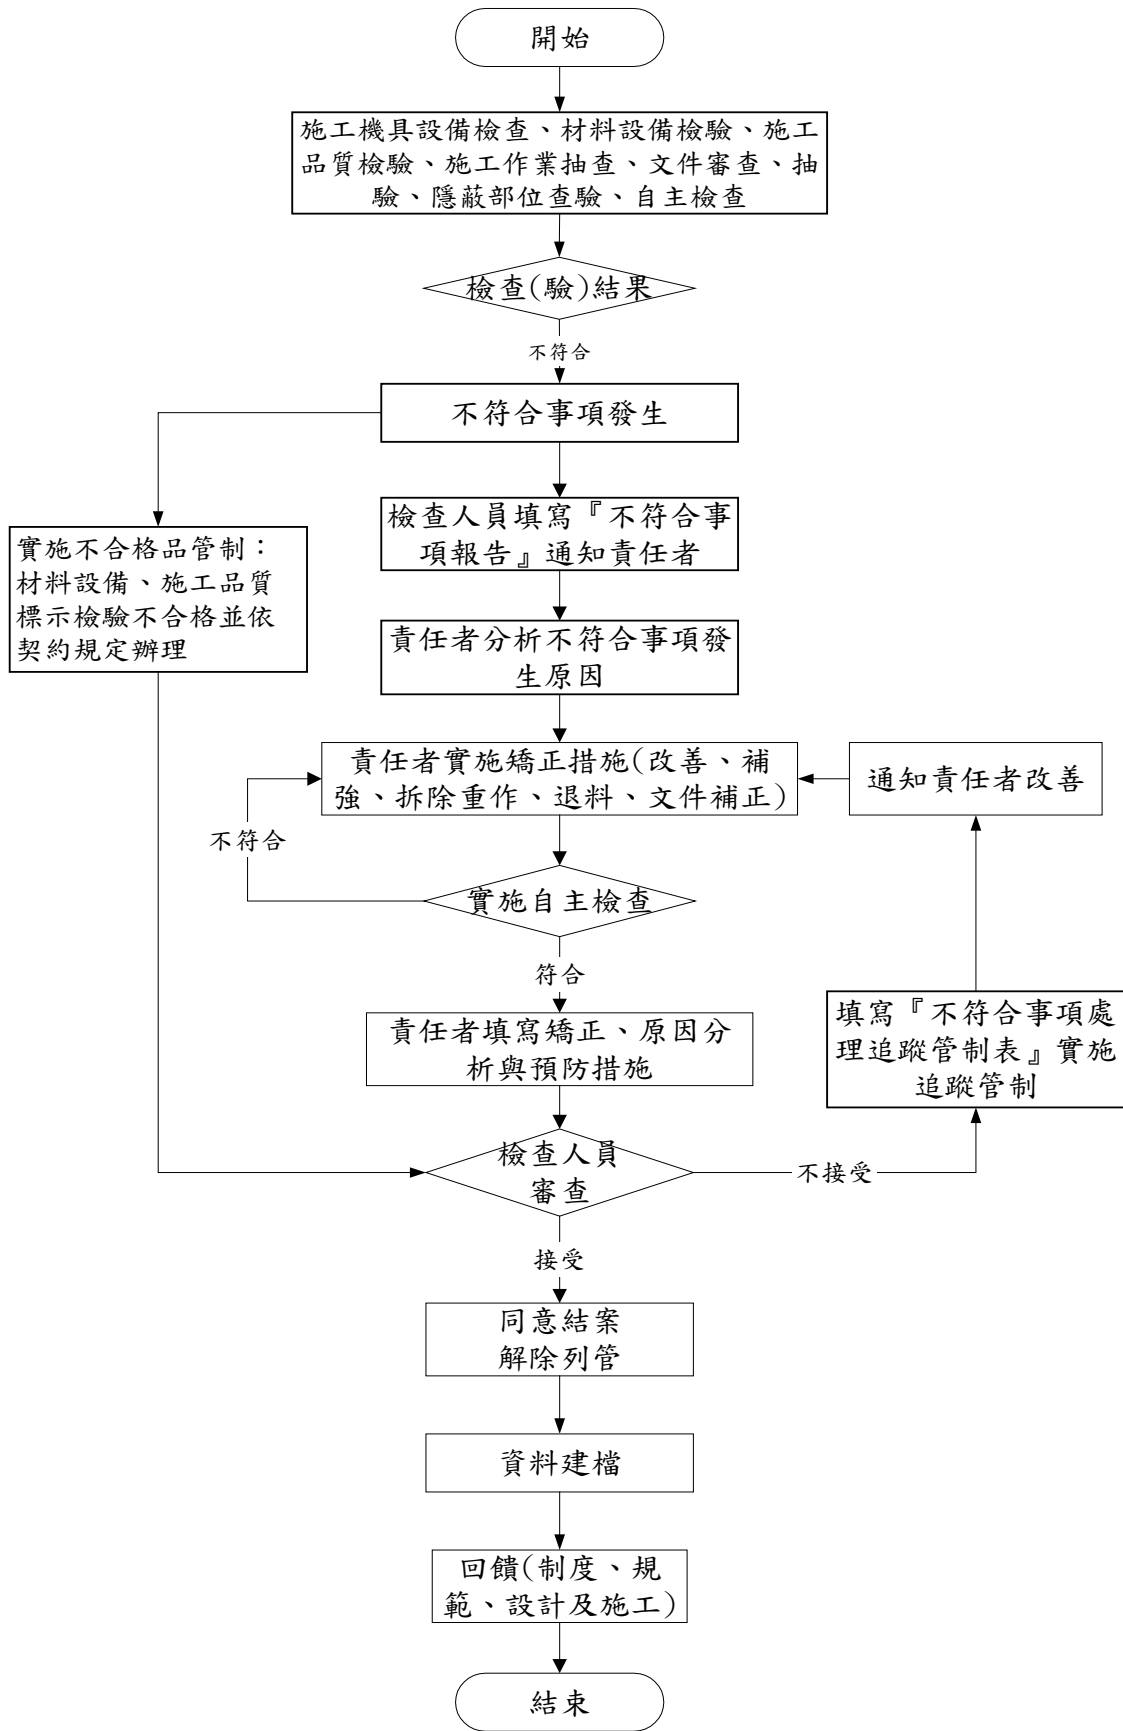 開始
施工機具設備檢查、材料設備檢驗、施工
品質檢驗、施工作業抽查、文件審查、抽
驗、隱蔽部位查驗、自主檢查
檢查(驗)結果
不符合
不符合事項發生
檢查人員填寫『不符合事
項報告』通知責任者
實施不合格品管制：
材料設備、施工品質
標示檢驗不合格並依
契約規定辦理
責任者分析不符合事項發
生原因
責任者實施矯正措施(改善、補
強、拆除重作、退料、文件補正)
通知責任者改善
不符合
實施自主檢查
符合
責任者填寫矯正、原因分
析與預防措施
填寫『不符合事項處
理追蹤管制表』實施
追蹤管制
檢查人員
審查
不接受
接受
同意結案
解除列管
資料建檔
回饋(制度、規
範、設計及施工)
結束